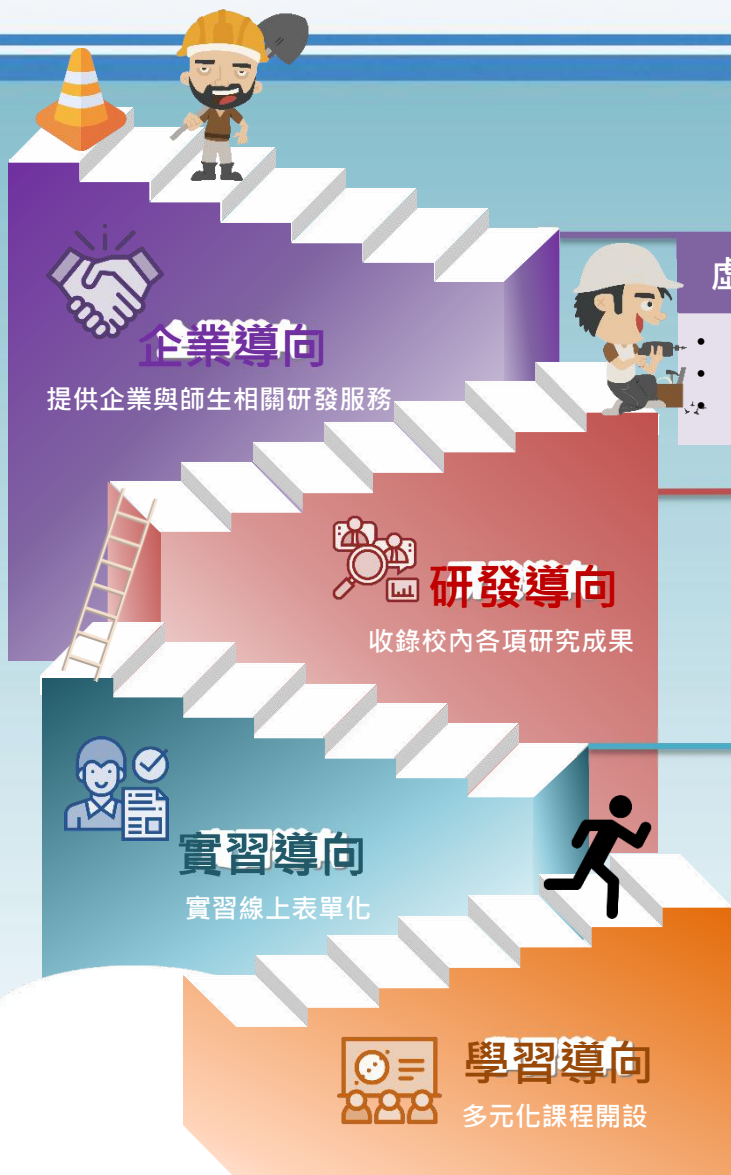 企業導向
提供企業與師生相關研發服務
虛
研發導向
收錄校內各項研究成果
實習導向
實習線上表單化
學習導向
多元化課程開設